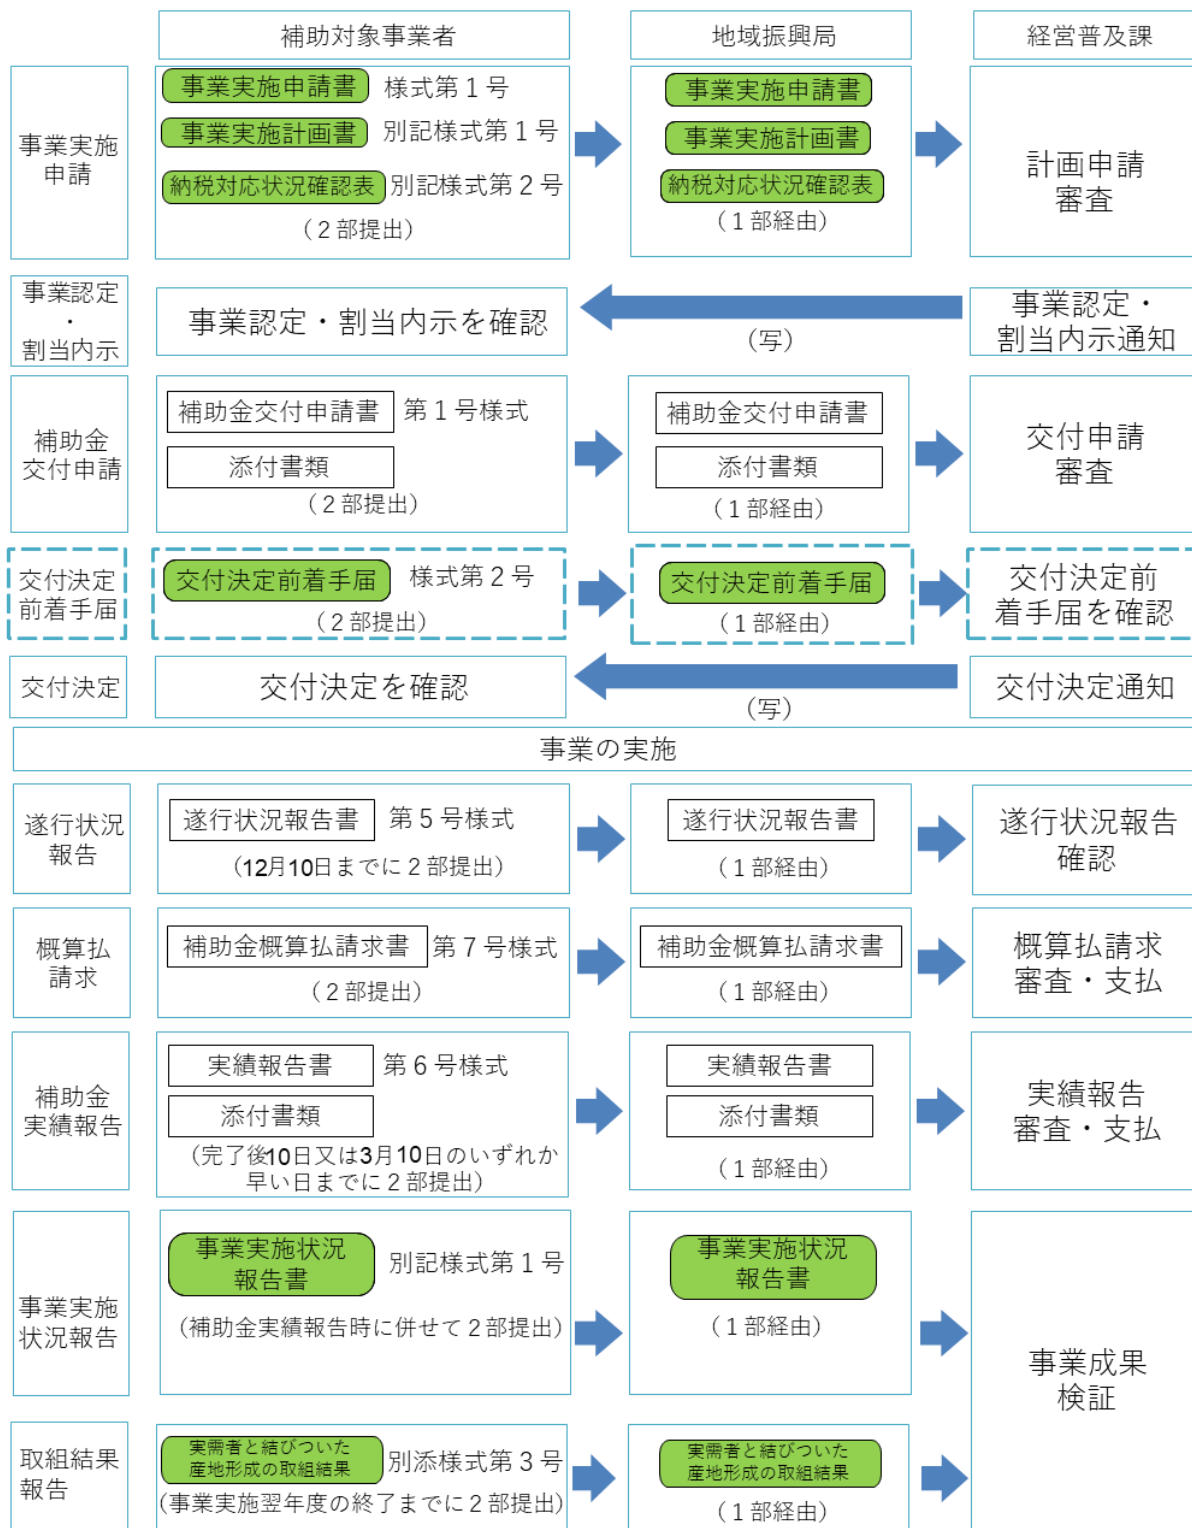 補助対象事業者
地域振興局
経営普及課
事業実施
申請
事業実施申請書 様式第1号
事業実施計画書 別記様式第1号
納税対応状況確認表 別記様式第2号
(2部提出)
事業実施申請書
事業実施計画書
納税対応状況確認表
(1部経由)
計画申請
審査
事業認定
・
割当内示
事業認定・割当内示を確認
(写)
事業認定・
割当内示通知
補助金
交付申請
補助金交付申請書 第1号様式
添付書類
(2部提出)
補助金交付申請書
添付書類
(1部経由)
交付申請
審査
交付決定
前着手届
交付決定前着手届 様式第2号
(2部提出)
交付決定前着手届
(1部経由)
交付決定前
着手届を確認
交付決定
交付決定を確認
(写)
交付決定通知
事業の実施
遂行状況
報告
遂行状況報告書 第5号様式
(12月10日までに2部提出)
遂行状況報告書
(1部経由)
遂行状況報告
確認
概算払
請求
補助金概算払請求書 第7号様式
(2部提出)
補助金概算払請求書
(1部経由)
概算払請求
審査・支払
補助金
実績報告
実績報告書 第6号様式
添付書類
(完了後10日又は3月10日のいずれか
早い日までに2部提出)
実績報告書
添付書類
(1部経由)
実績報告
審査・支払
事業実施
状況報告
事業実施状況
報告書 別記様式第1号
(補助金実績報告時に併せて2部提出)
事業実施状況
報告書
(1部経由)
事業成果
検証
取組結果
報告
実需者と結びついた
産地形成の取組結果 別添様式第3号
(事業実施翌年度の終了までに2部提出)
実需者と結びついた
産地形成の取組結果
(1部経由)